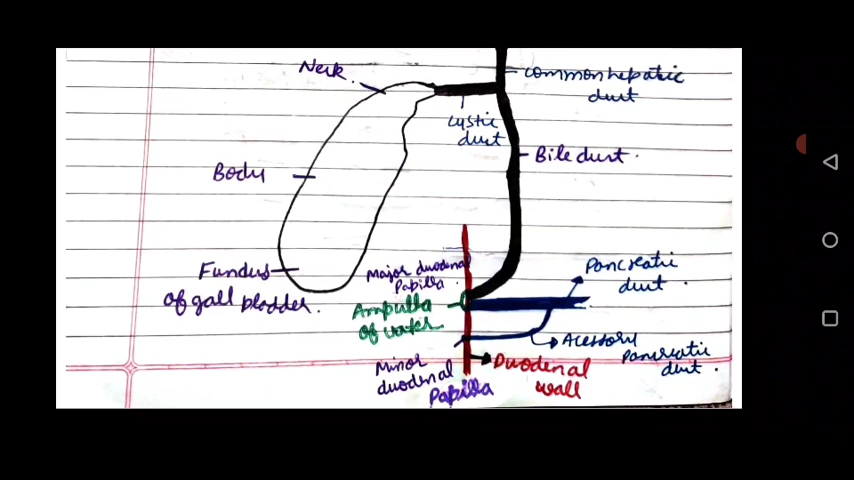 Neck
common hepatic
duct
cystic
duct
Bile duct
Body
Fundus
of gall bladder
Major duodenal
Papilla
Pancreatic
duct
Ampulla
of vater
Acessory
Pancreatic
duct
Minor
duodenal
Papilla
Duodenal
wall